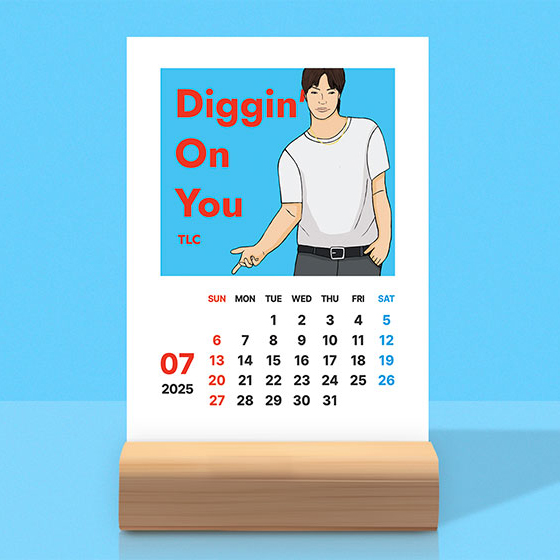 Diggin'
On
You
TLC
SUN MON TUE WED THU FRI SAT
1 2 3 4 5
6 7 8 9 10 11 12
13 14 15 16 17 18 19
20 21 22 23 24 25 26
27 28 29 30 31
07
2025